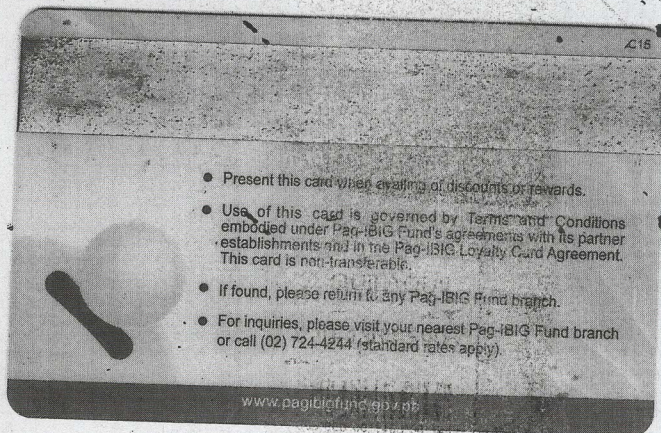 C15
● Present this card when availing of discounts or rewards.
● Use of this card is governed by Terms and Conditions
embodied under Pag-IBIG Fund's agreements with its partner
establishments and in the Pag-IBIG Loyalty Card Agreement.
This card is non-transferable.
● If found, please return to any Pag-IBIG Fund branch.
● For inquiries, please visit your nearest Pag-IBIG Fund branch
or call (02) 724-4244 (standard rates apply).
www.pagibigfund.gov.ph